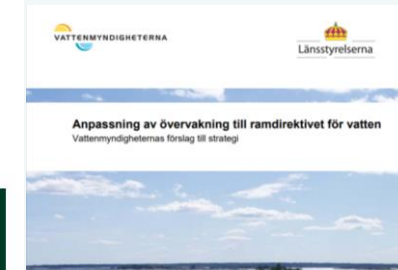 VATTENMYNDIGHETERNA
Länsstyrelserna
Anpassning av övervakning till ramdirektivet för vatten
Vattenmyndigheternas förslag till strategi